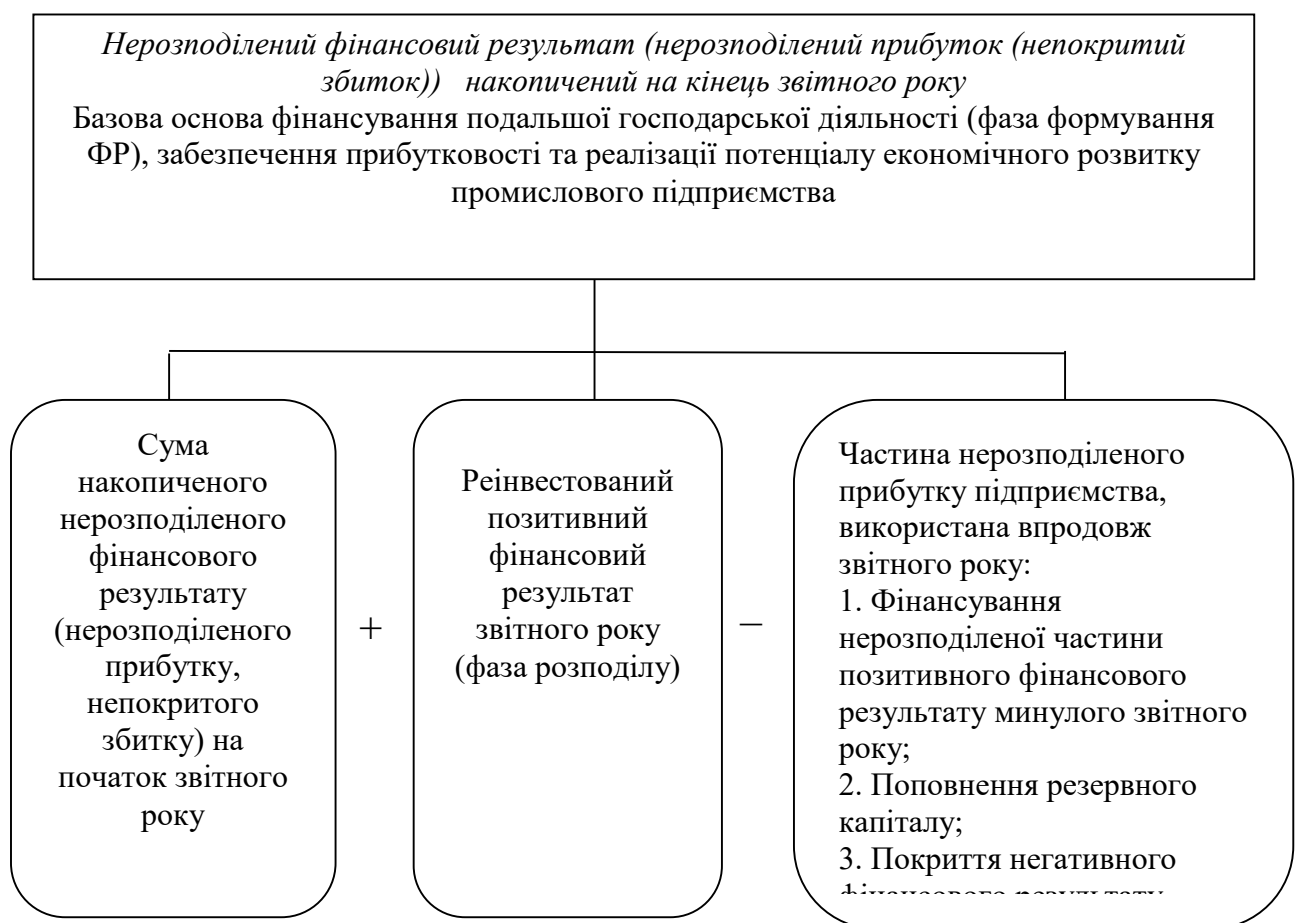 Нерозподілений фінансовий результат (нерозподілений прибуток (непокритий
збиток)) накопичений на кінець звітного року
Базова основа фінансування подальшої господарської діяльності (фаза формування
ФР), забезпечення прибутковості та реалізації потенціалу економічного розвитку
промислового підприємства
Сума
накопиченого
нерозподіленого
фінансового
результату
(нерозподіленого
прибутку,
непокритого
збитку) на
початок звітного
року
+
Реінвестований
позитивний
фінансовий
результат
звітного року
(фаза розподілу)
–
Частина нерозподіленого
прибутку підприємства,
використана впродовж
звітного року:
1. Фінансування
нерозподіленої частини
позитивного фінансового
результату минулого звітного
року;
2. Поповнення резервного
капіталу;
3. Покриття негативного
фінансового результату